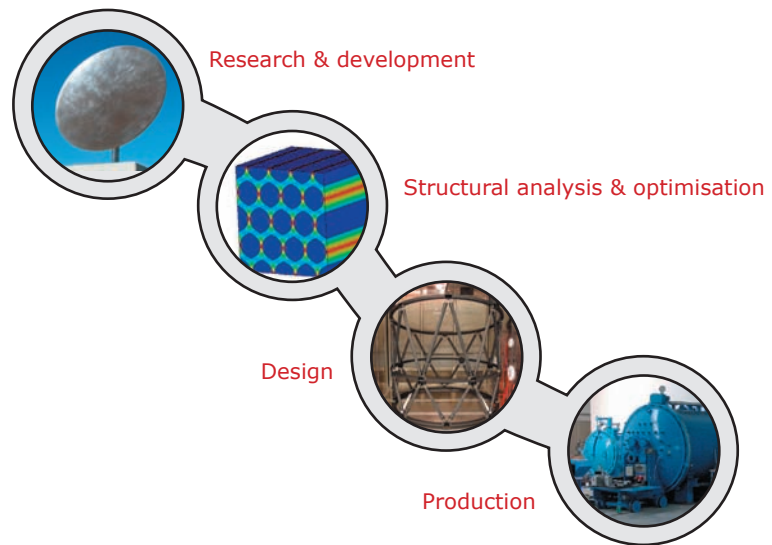 Research & development
Structural analysis & optimisation
Design
Production